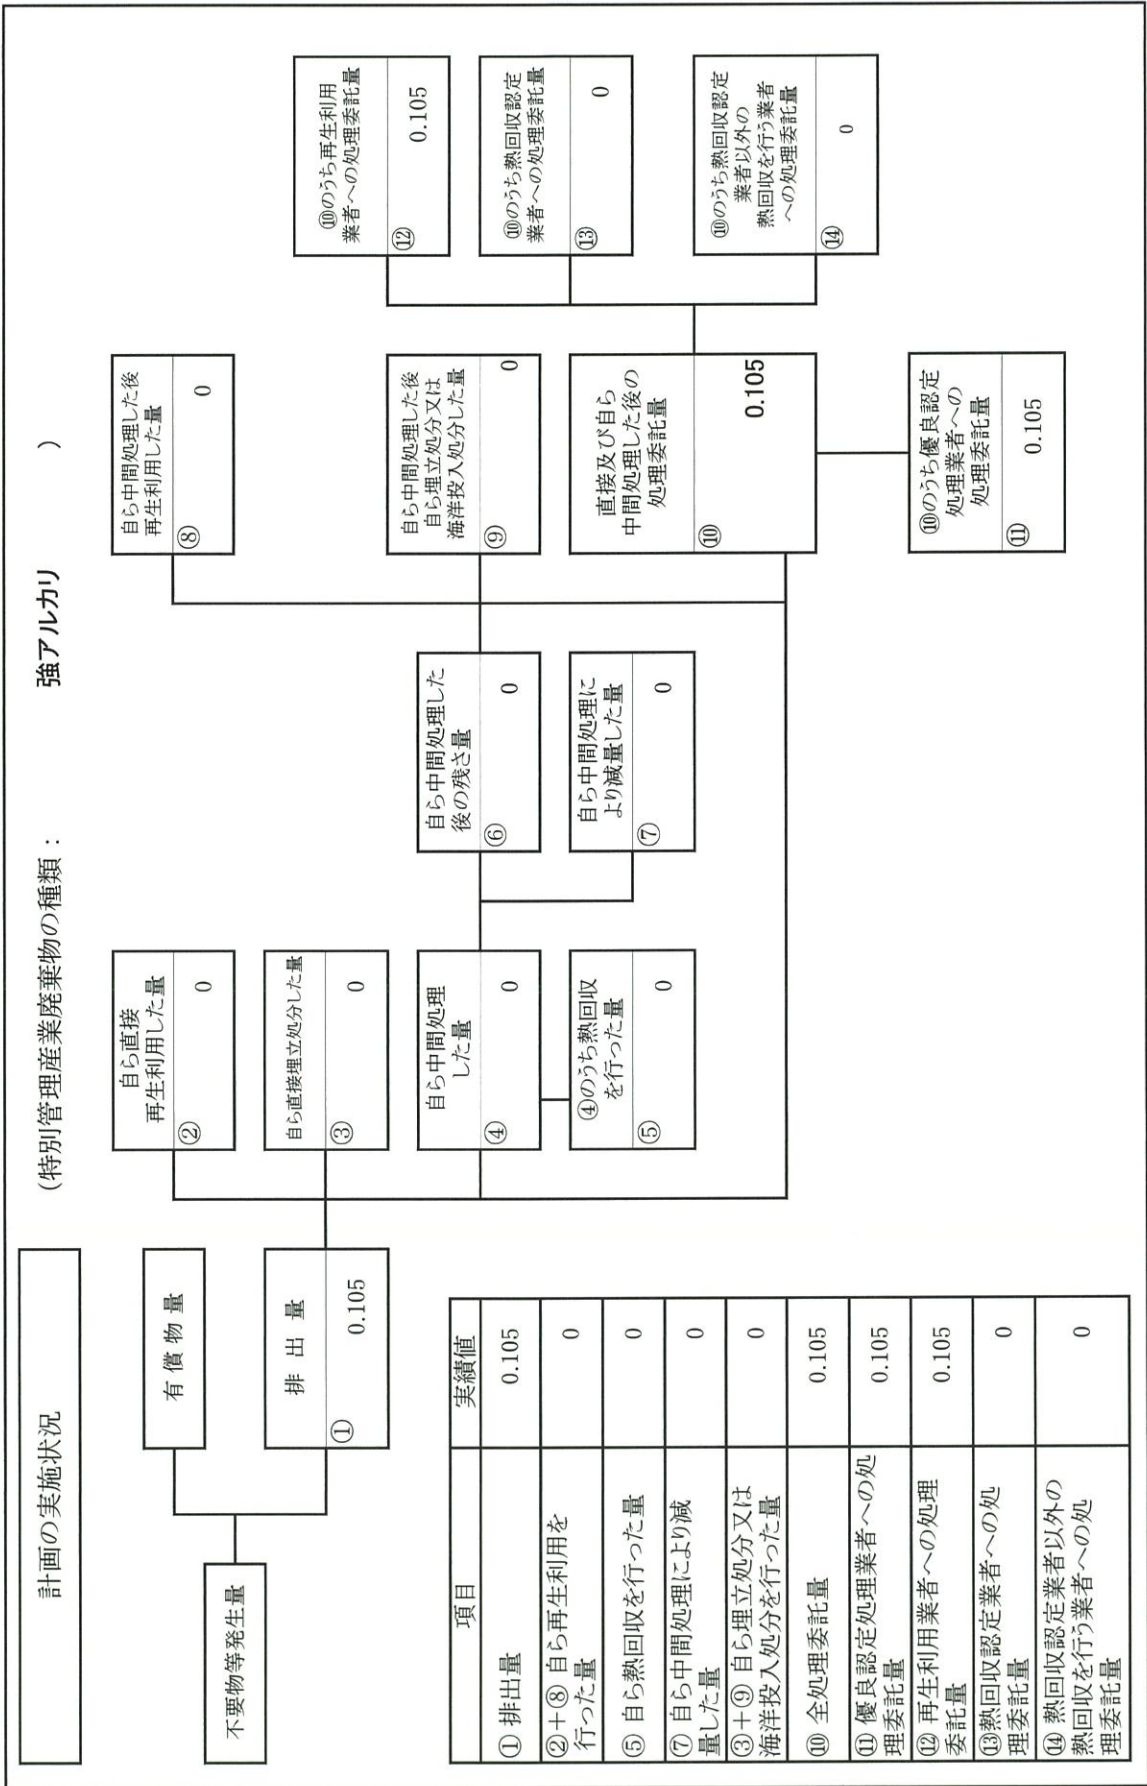 計画の実施状況
(特別管理産業廃棄物の種類：　強アルカリ　)
不要物等発生量
有償物量
排出量
① 0.105
自ら直接
再生利用した量
② 0
自ら直接埋立処分した量
③ 0
自ら中間処理
した量
④ 0
④のうち熱回収
を行った量
⑤ 0
自ら中間処理した
後の残さ量
⑥ 0
自ら中間処理に
より減量した量
⑦ 0
自ら中間処理した後
再生利用した量
⑧ 0
自ら中間処理した後
自ら埋立処分又は
海洋投入処分した量
⑨ 0
直接及び自ら
中間処理した後の
処理委託量
⑩ 0.105
⑩のうち優良認定
処理業者への
処理委託量
⑪ 0.105
⑩のうち再生利用
業者への処理委託量
⑫ 0.105
⑩のうち熱回収認定
業者への処理委託量
⑬ 0
⑩のうち熱回収認定
業者以外の
熱回収を行う業者
への処理委託量
⑭ 0
項目 実績値
① 排出量 0.105
②＋⑧ 自ら再生利用を
行った量 0
⑤ 自ら熱回収を行った量 0
⑦ 自ら中間処理により減
量した量 0
③＋⑨ 自ら埋立処分又は
海洋投入処分を行った量 0
⑩ 全処理委託量 0.105
⑪ 優良認定処理業者への処
理委託量 0.105
⑫ 再生利用業者への処理
委託量 0.105
⑬熱回収認定業者への処
理委託量 0
⑭ 熱回収認定業者以外の
熱回収を行う業者への処
理委託量 0